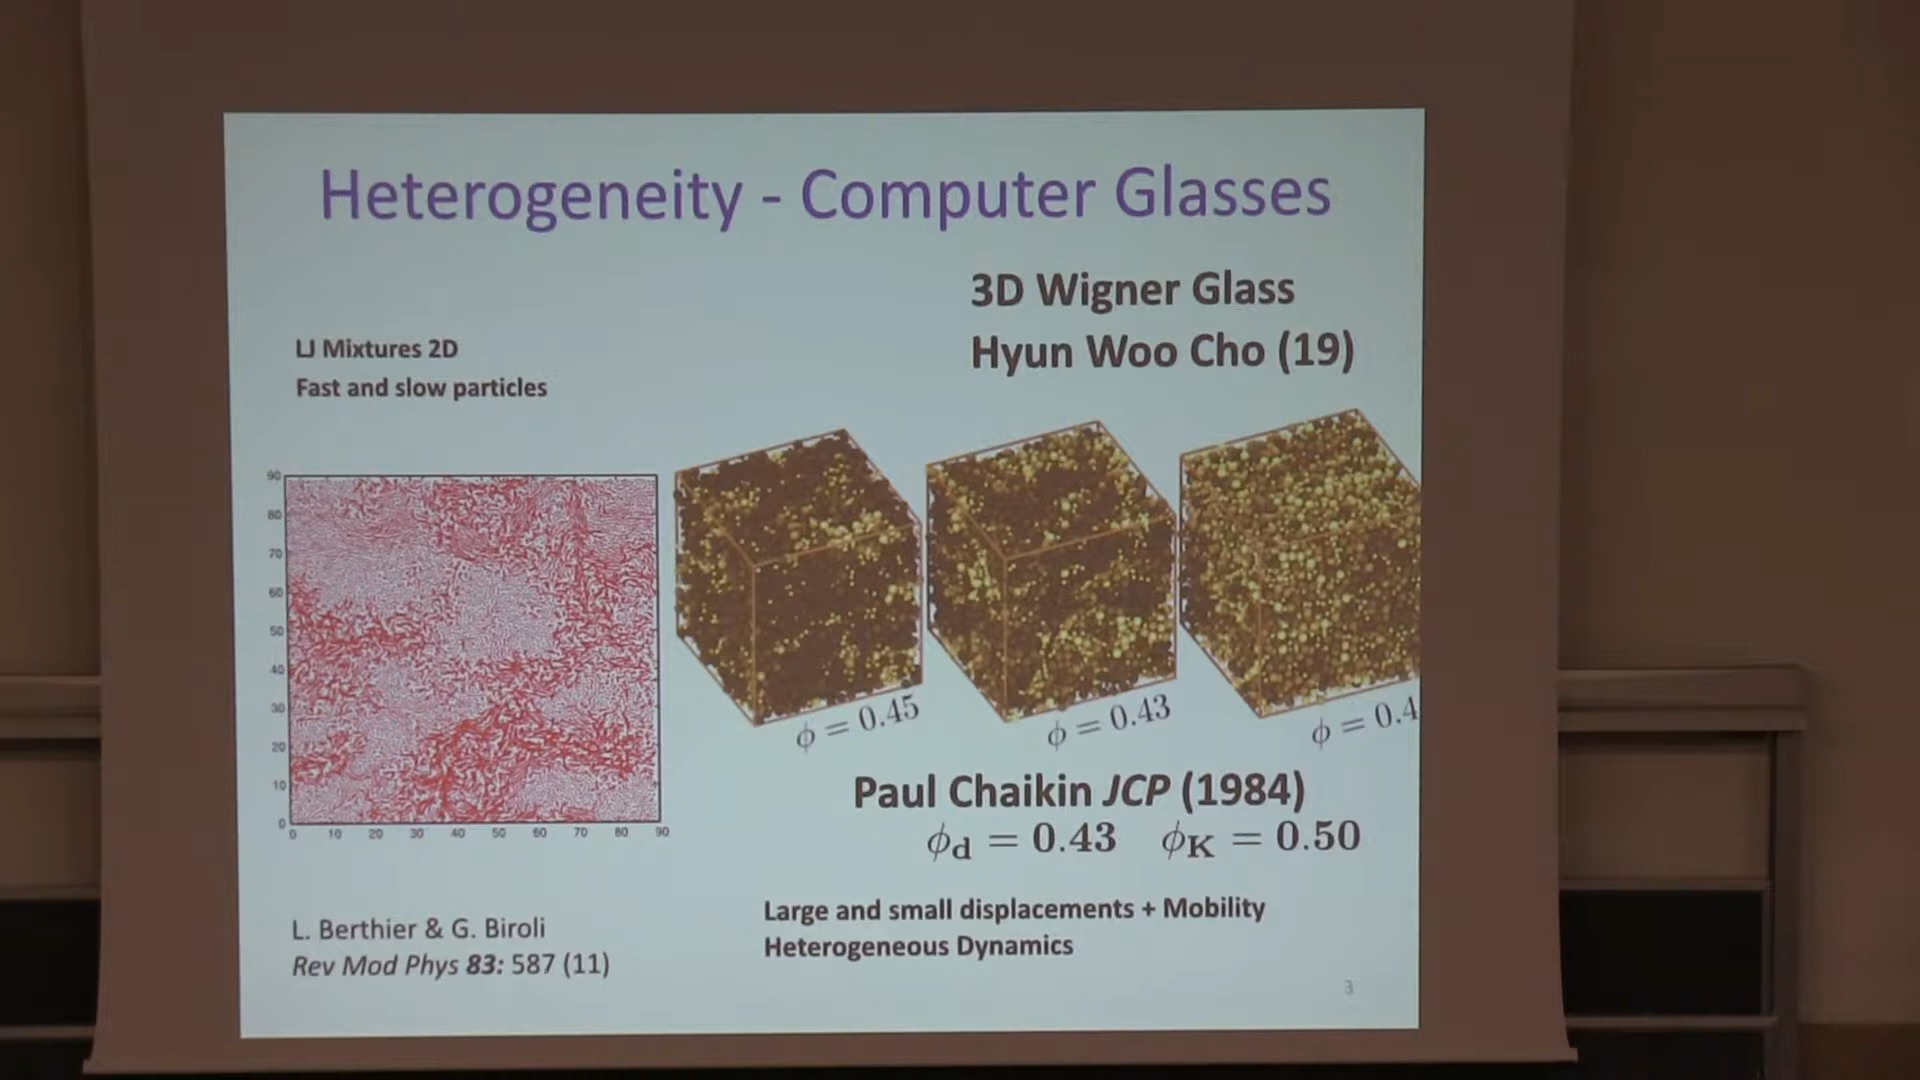 Heterogeneity - Computer Glasses
3D Wigner Glass
Hyun Woo Cho (19)
LJ Mixtures 2D
Fast and slow particles
90
80
70
60
50
40
30
20
10
0
0 10 20 30 40 50 60 70 80 90
ϕ = 0.45
ϕ = 0.43
ϕ = 0.4
Paul Chaikin JCP (1984)
ϕd = 0.43 ϕK = 0.50
L. Berthier & G. Biroli
Rev Mod Phys 83: 587 (11)
Large and small displacements + Mobility
Heterogeneous Dynamics
3